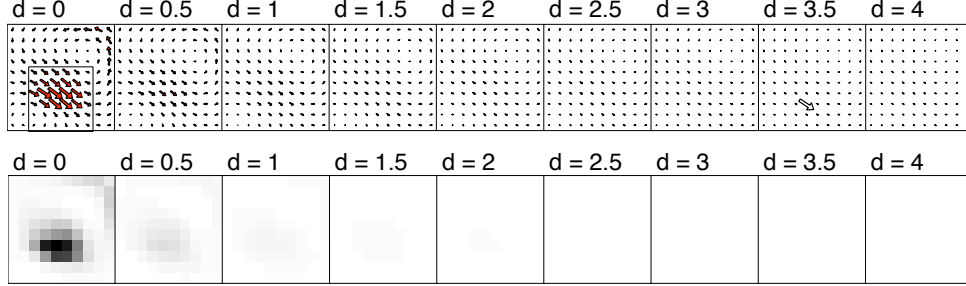 d = 0 d = 0.5 d = 1 d = 1.5 d = 2 d = 2.5 d = 3 d = 3.5 d = 4
d = 0 d = 0.5 d = 1 d = 1.5 d = 2 d = 2.5 d = 3 d = 3.5 d = 4